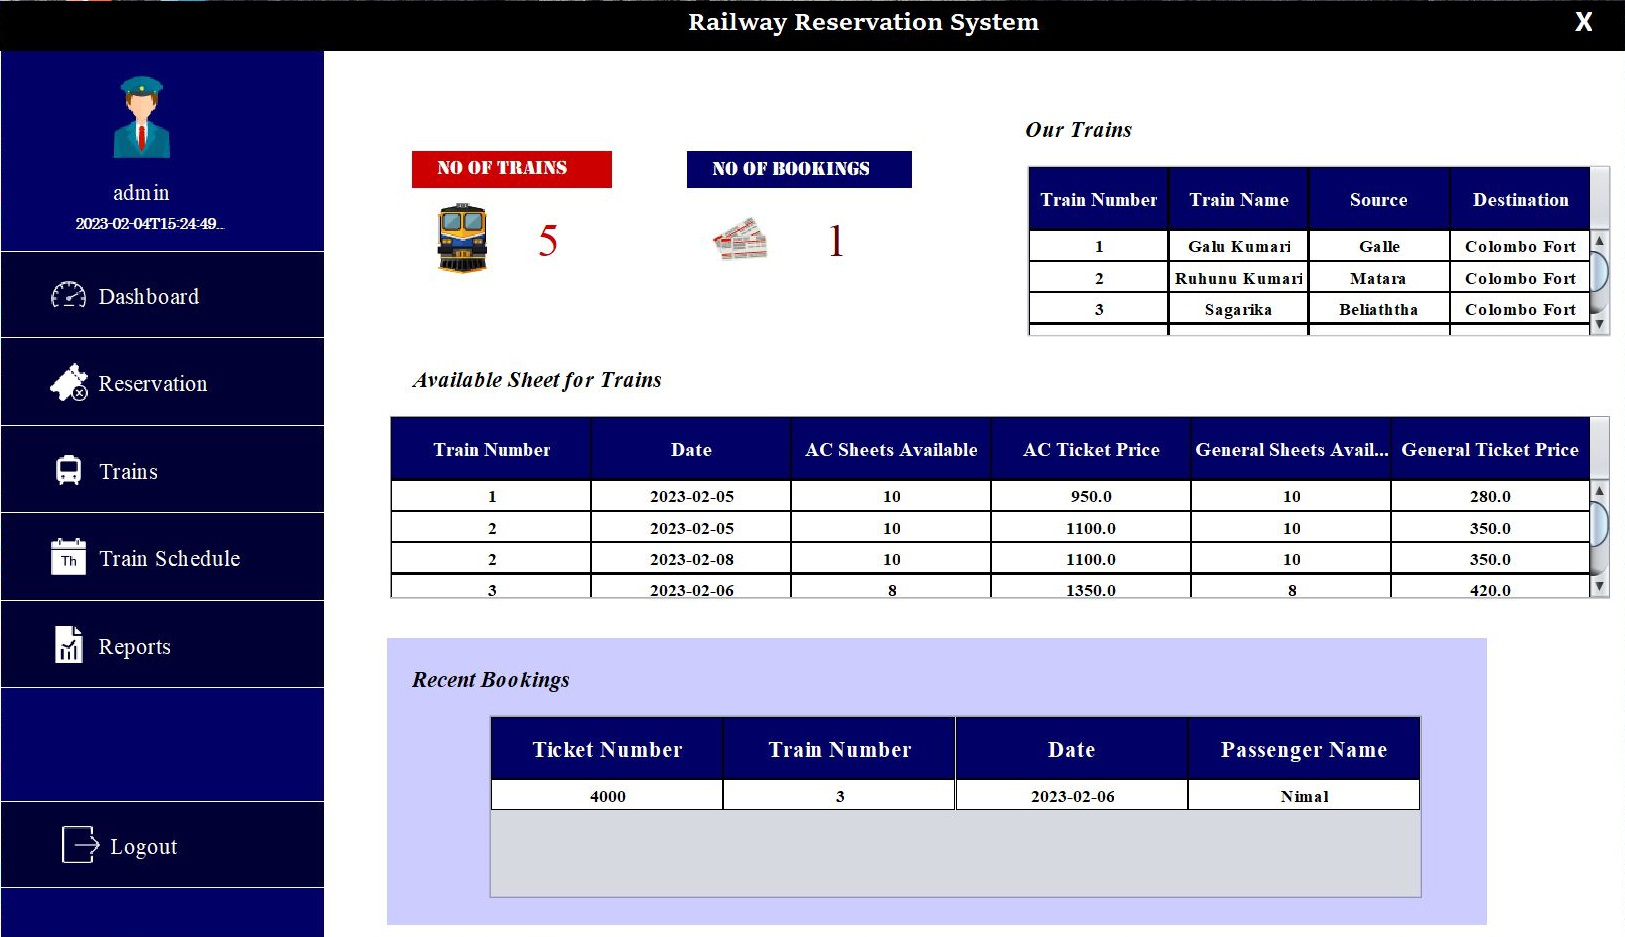 Railway Reservation System X
admin
2023-02-04T15:24:49...
Dashboard
Reservation
Trains
Th
Train Schedule
Reports
Logout
NO OF TRAINS
5
NO OF BOOKINGS
1
Our Trains
Train Number Train Name Source Destination
1 Galu Kumari Galle Colombo Fort
2 Ruhunu Kumari Matara Colombo Fort
3 Sagarika Beliaththa Colombo Fort
Available Sheet for Trains
Train Number Date AC Sheets Available AC Ticket Price General Sheets Avail... General Ticket Price
1 2023-02-05 10 950.0 10 280.0
2 2023-02-05 10 1100.0 10 350.0
2 2023-02-08 10 1100.0 10 350.0
3 2023-02-06 8 1350.0 8 420.0
Recent Bookings
Ticket Number Train Number Date Passenger Name
4000 3 2023-02-06 Nimal